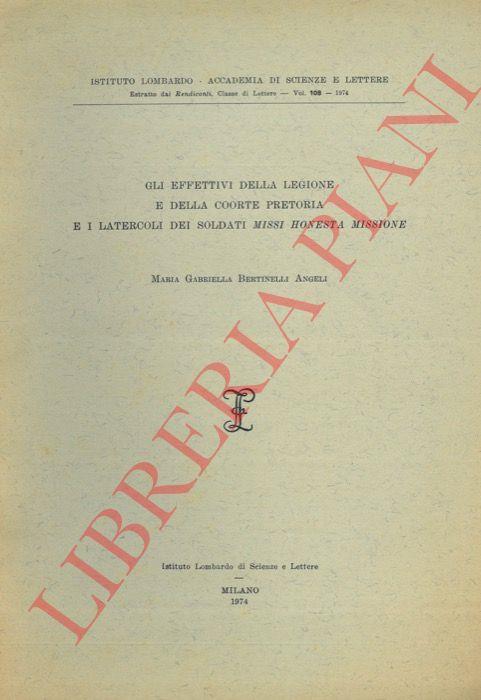 ISTITUTO LOMBARDO - ACCADEMIA DI SCIENZE E LETTERE
Estratto dai Rendiconti, Classe di Lettere — Vol. 108 — 1974
GLI EFFETTIVI DELLA LEGIONE
E DELLA COORTE PRETORIA
E I LATERCOLI DEI SOLDATI MISSI HONESTA MISSIONE
MARIA GABRIELLA BERTINELLI ANGELI
Istituto Lombardo di Scienze e Lettere
MILANO
1974
LIBRERIA PIANI